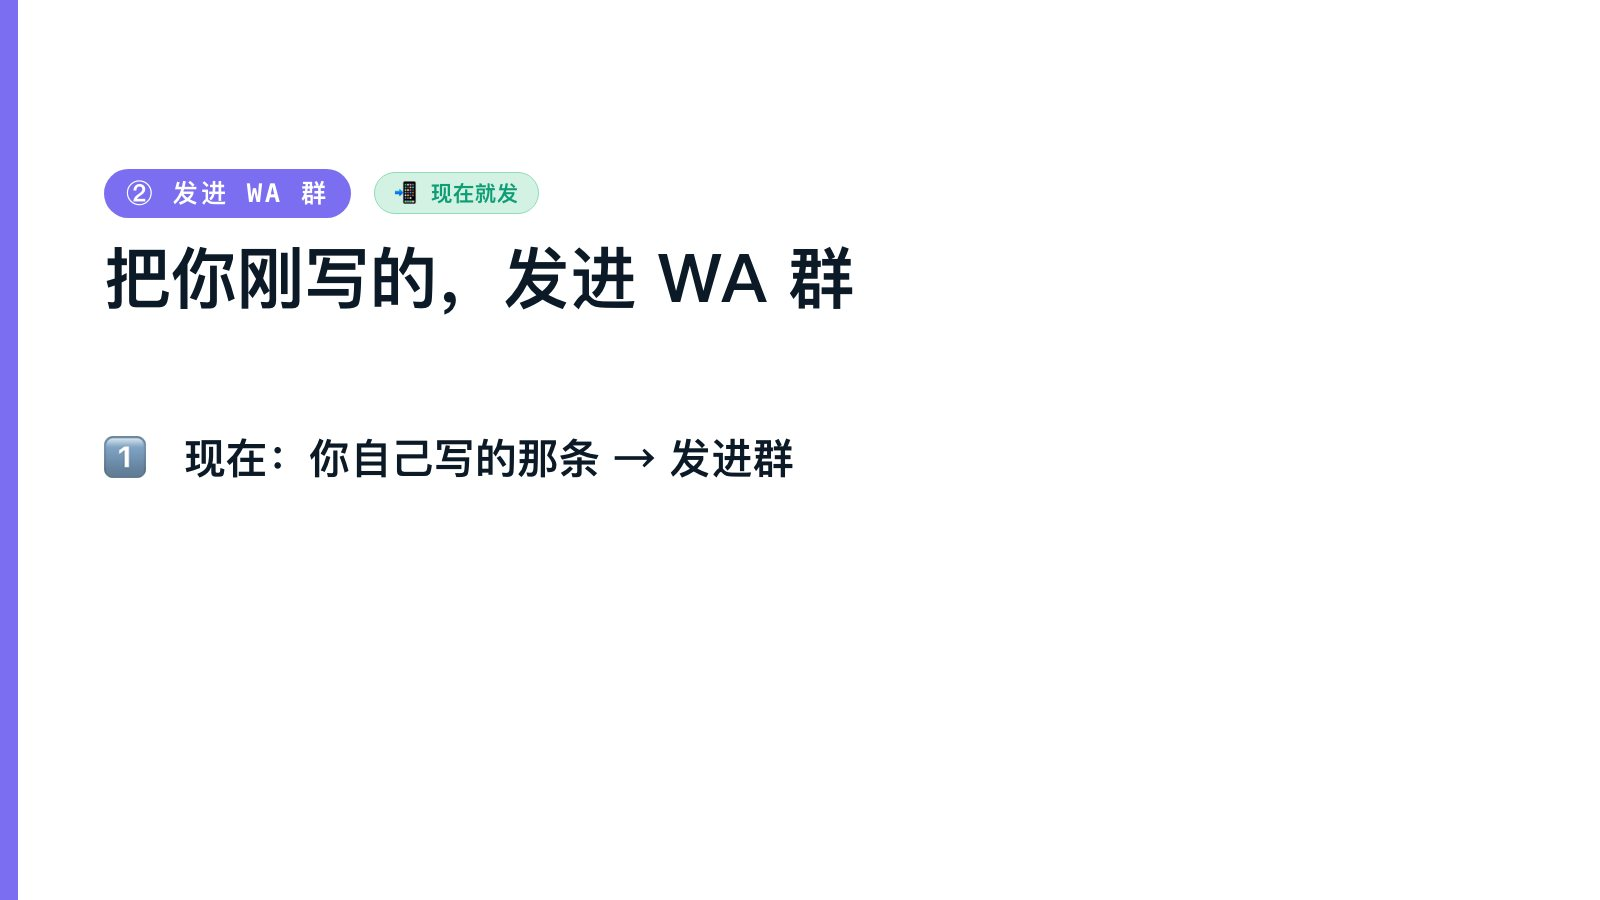 ② 发进 WA 群
📲 现在就发
把你刚写的，发进 WA 群
1️⃣ 现在：你自己写的那条 → 发进群